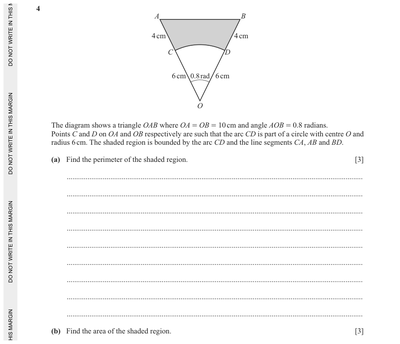 DO NOT WRITE IN THIS M
DO NOT WRITE IN THIS MARGIN
DO NOT WRITE IN THIS MARGIN
HIS MARGIN
4
A B
4 cm 4 cm
C D
6 cm 0.8 rad 6 cm
O
The diagram shows a triangle OAB where OA = OB = 10 cm and angle AOB = 0.8 radians.
Points C and D on OA and OB respectively are such that the arc CD is part of a circle with centre O and
radius 6 cm. The shaded region is bounded by the arc CD and the line segments CA, AB and BD.
(a) Find the perimeter of the shaded region. [3]
(b) Find the area of the shaded region. [3]